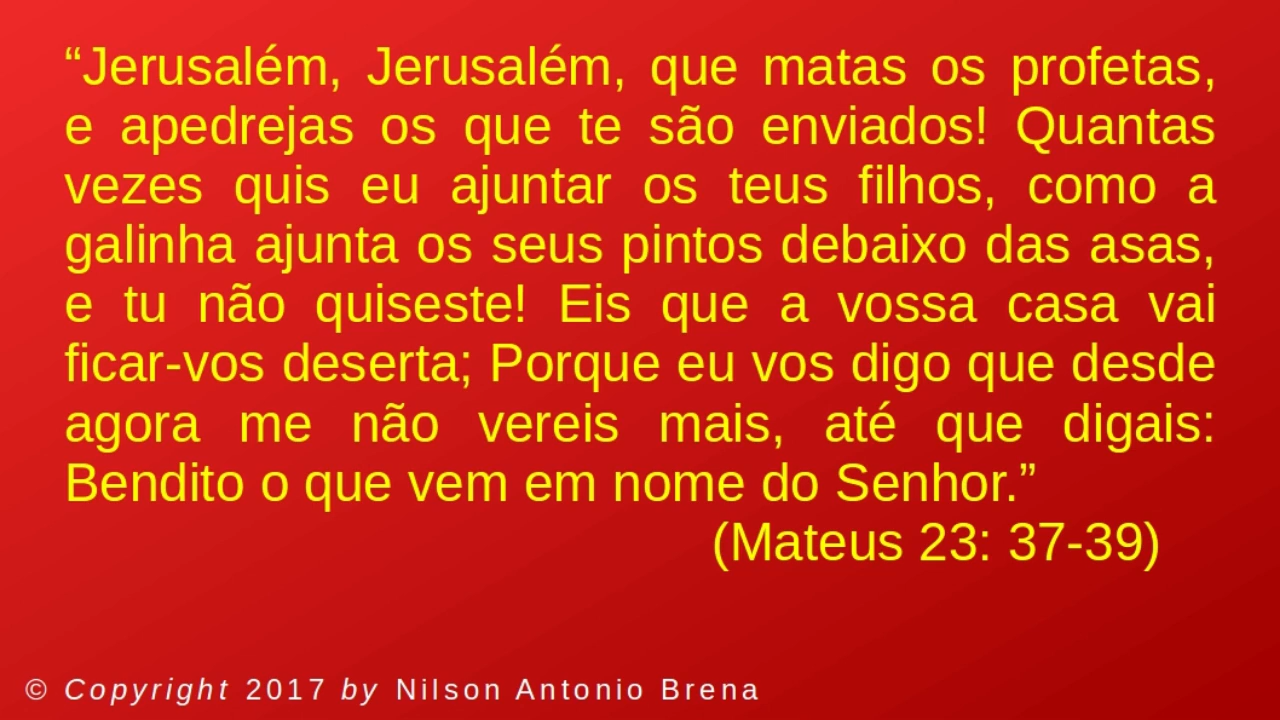 “Jerusalém, Jerusalém, que matas os profetas,
e apedrejas os que te são enviados! Quantas
vezes quis eu ajuntar os teus filhos, como a
galinha ajunta os seus pintos debaixo das asas,
e tu não quiseste! Eis que a vossa casa vai
ficar-vos deserta; Porque eu vos digo que desde
agora me não vereis mais, até que digais:
Bendito o que vem em nome do Senhor.”
(Mateus 23: 37-39)
© Copyright 2017 by Nilson Antonio Brena